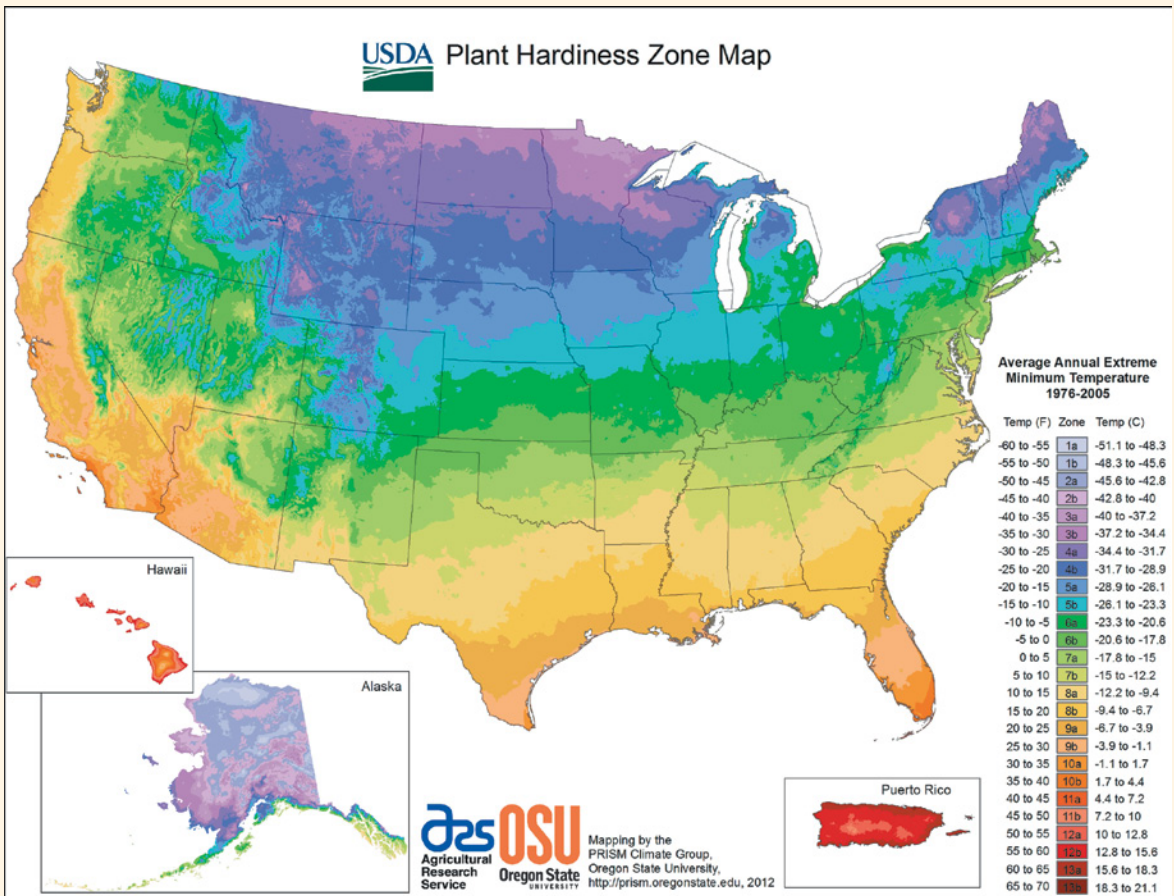 USDA Plant Hardiness Zone Map
Average Annual Extreme
Minimum Temperature
1976-2005
Temp (F) Zone Temp (C)
-60 to -55 1a -51.1 to -48.3
-55 to -50 1b -48.3 to -45.6
-50 to -45 2a -45.6 to -42.8
-45 to -40 2b -42.8 to -40
-40 to -35 3a -40 to -37.2
-35 to -30 3b -37.2 to -34.4
-30 to -25 4a -34.4 to -31.7
-25 to -20 4b -31.7 to -28.9
-20 to -15 5a -28.9 to -26.1
-15 to -10 5b -26.1 to -23.3
-10 to -5 6a -23.3 to -20.6
-5 to 0 6b -20.6 to -17.8
0 to 5 7a -17.8 to -15
5 to 10 7b -15 to -12.2
10 to 15 8a -12.2 to -9.4
15 to 20 8b -9.4 to -6.7
20 to 25 9a -6.7 to -3.9
25 to 30 9b -3.9 to -1.1
30 to 35 10a -1.1 to 1.7
35 to 40 10b 1.7 to 4.4
40 to 45 11a 4.4 to 7.2
45 to 50 11b 7.2 to 10
50 to 55 12a 10 to 12.8
55 to 60 12b 12.8 to 15.6
60 to 65 13a 15.6 to 18.3
65 to 70 13b 18.3 to 21.1
Hawaii
Alaska
Puerto Rico
ars
Agricultural
Research
Service
OSU
Oregon State
UNIVERSITY
Mapping by the
PRISM Climate Group,
Oregon State University,
http://prism.oregonstate.edu, 2012